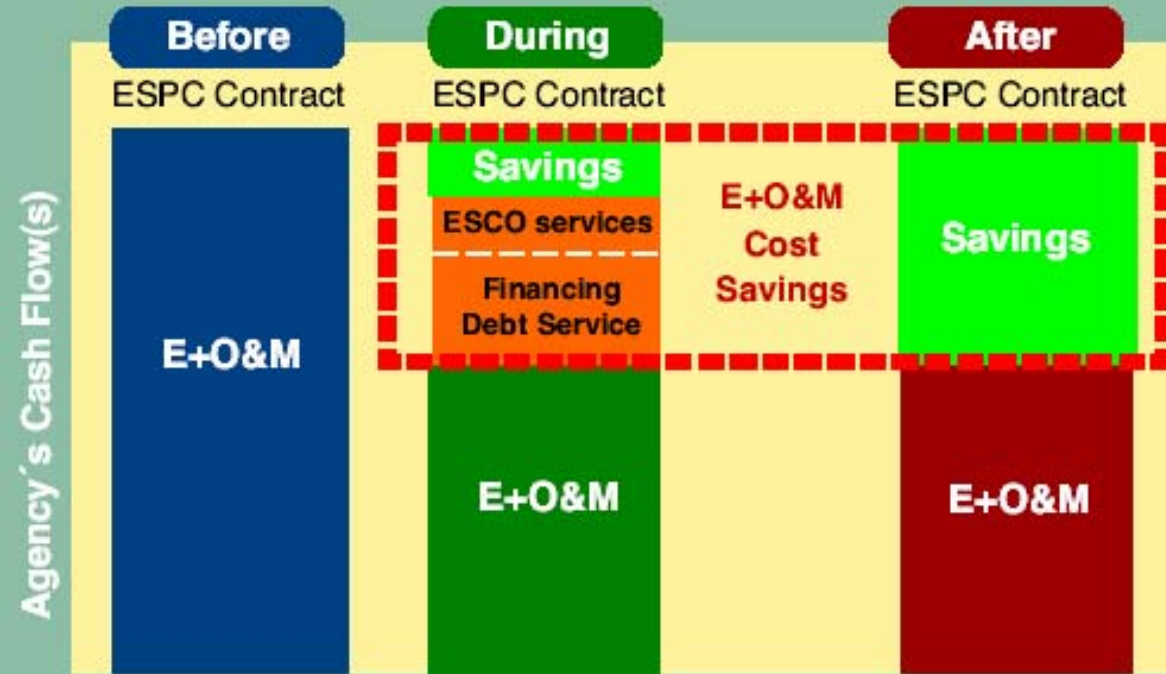 Before
ESPC Contract
During
ESPC Contract
After
ESPC Contract
Agency´s Cash Flow(s)
E+O&M
Savings
ESCO services
Financing
Debt Service
E+O&M
E+O&M
Cost
Savings
Savings
E+O&M